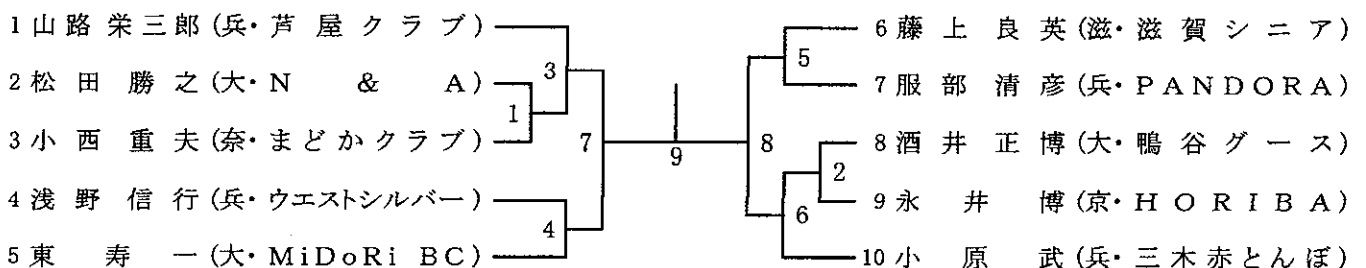 1 山路栄三郎 (兵・芦屋クラブ)
2 松田勝之 (大・N & A)
3 小西重夫 (奈・まどかクラブ)
4 浅野信行 (兵・ウエストシルバー)
5 東寿一 (大・MiDoRi BC)
3
1
7
4
9
8
5
2
6
6 藤上良英 (滋・滋賀シニア)
7 服部清彦 (兵・PANDORA)
8 酒井正博 (大・鴨谷グース)
9 永井博 (京・HORIBA)
10 小原武 (兵・三木赤とんぼ)